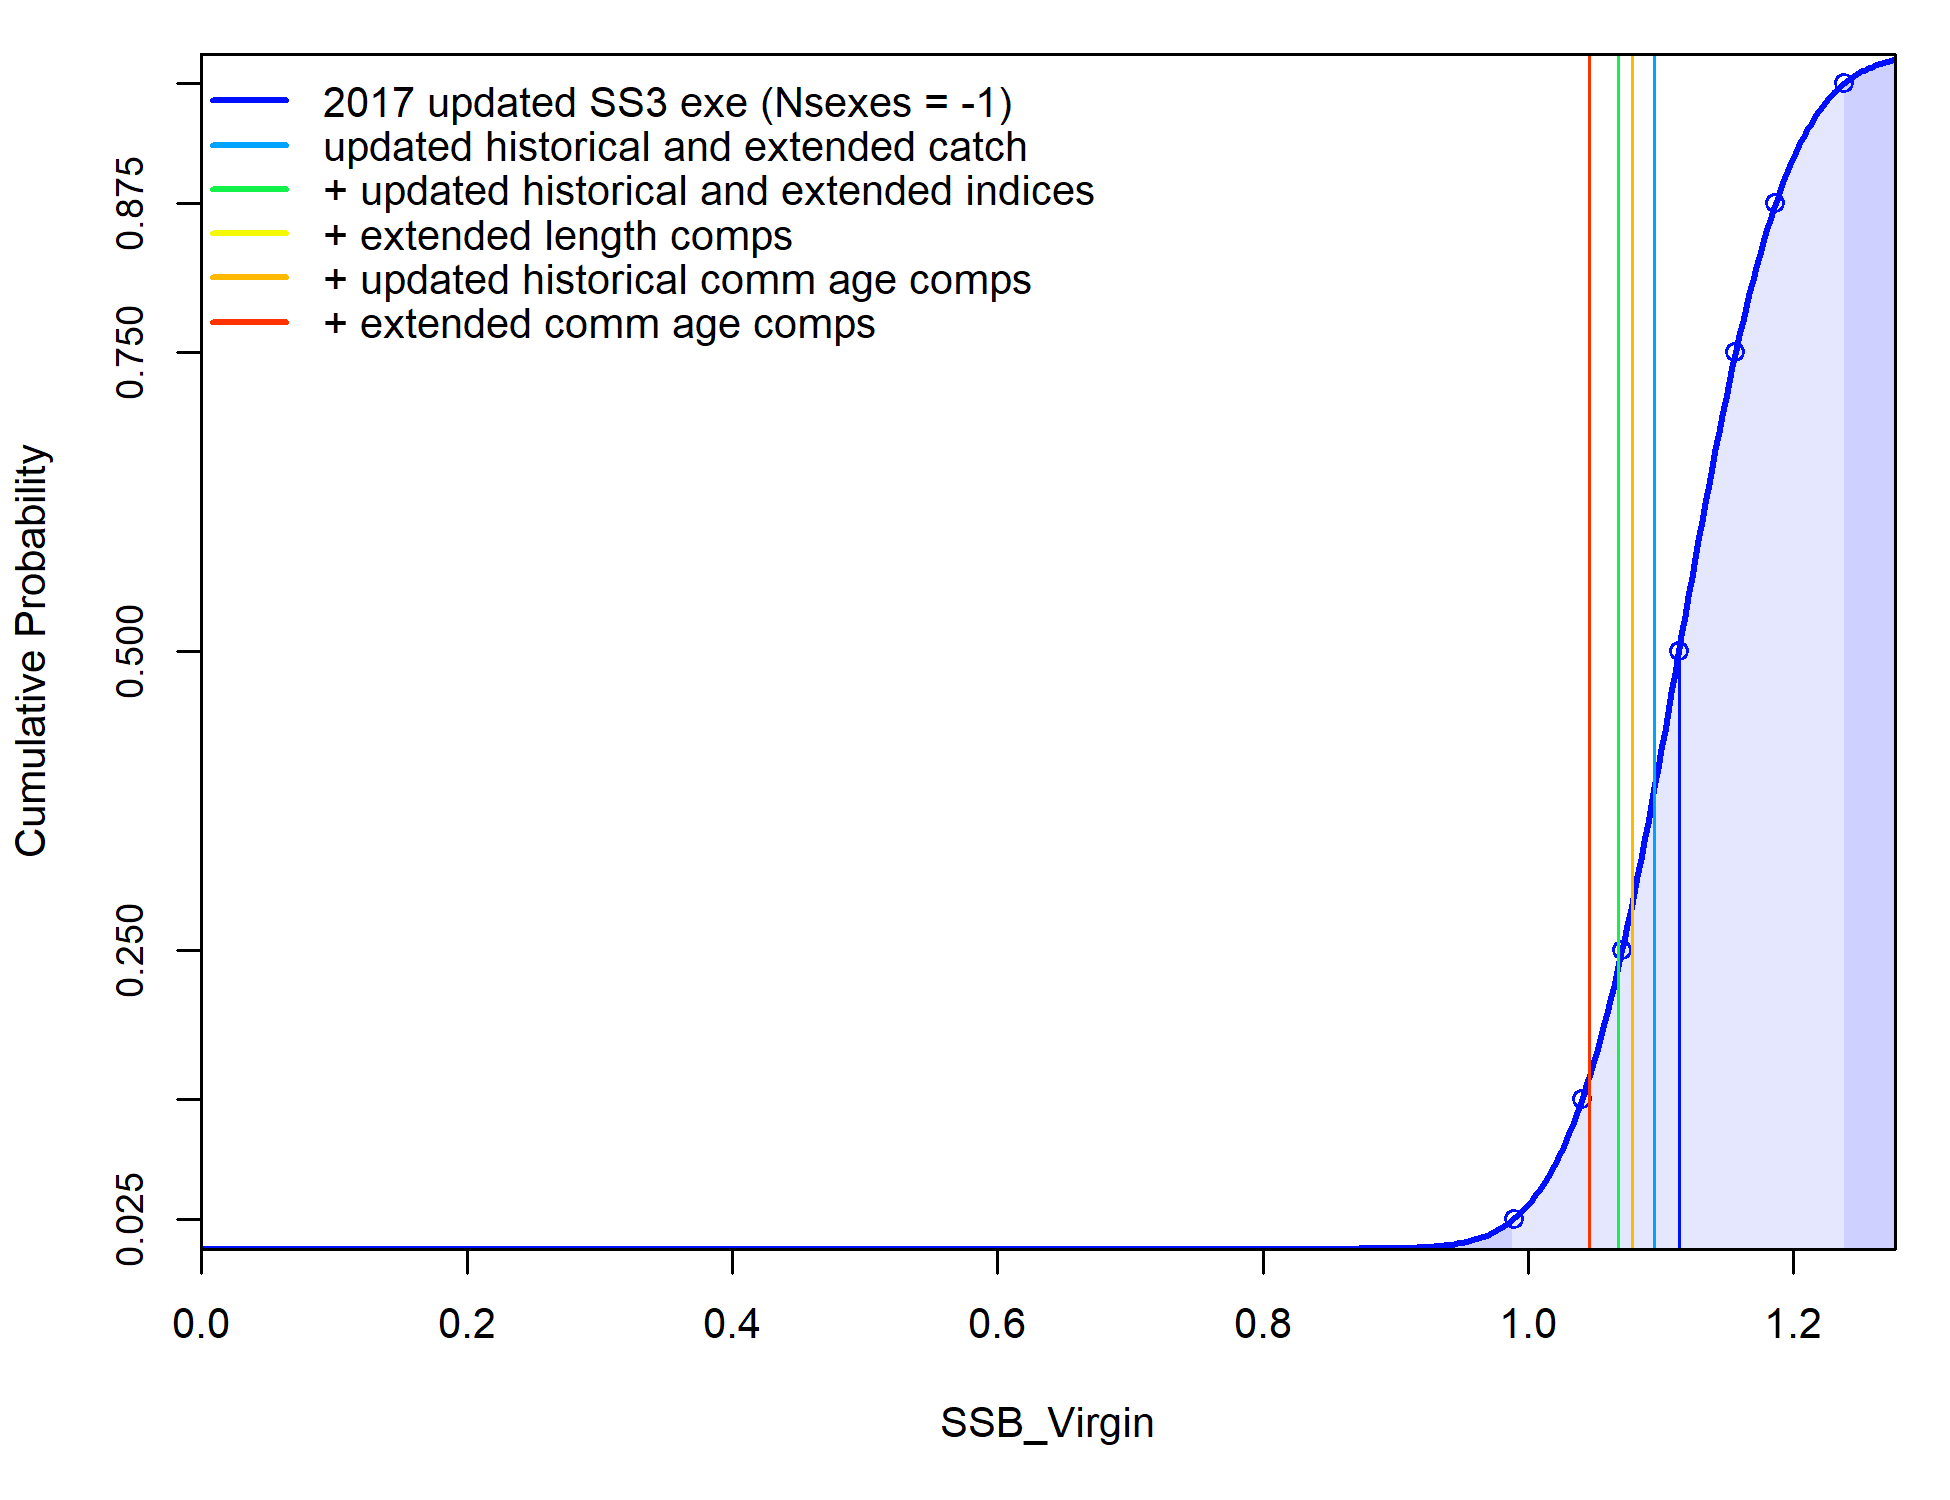 2017 updated SS3 exe (Nsexes = -1)
updated historical and extended catch
+ updated historical and extended indices
+ extended length comps
+ updated historical comm age comps
+ extended comm age comps
Cumulative Probability
0.875
0.750
0.500
0.250
0.025
0.0 0.2 0.4 0.6 0.8 1.0 1.2
SSB_Virgin